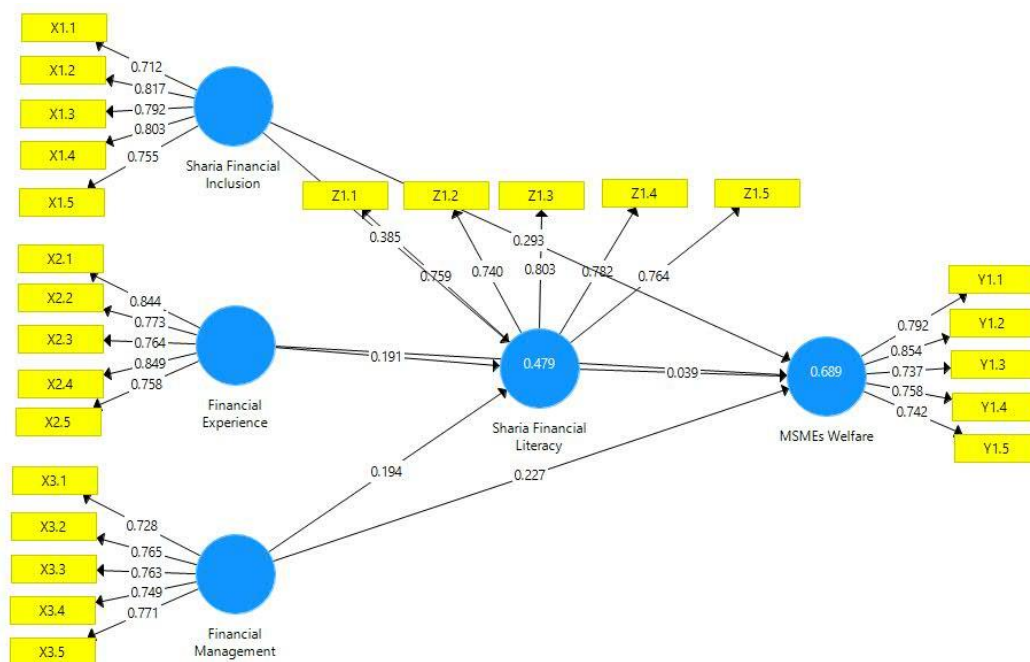 X1.1
X1.2
X1.3
X1.4
X1.5
0.712
0.817
0.792
0.803
0.755
Sharia Financial
Inclusion
Z1.1
Z1.2
Z1.3
Z1.4
Z1.5
0.385
0.759
0.740
0.803
0.782
0.764
0.293
X2.1
X2.2
X2.3
X2.4
X2.5
0.844
0.773
0.764
0.849
0.758
Financial
Experience
0.191
0.479
Sharia Financial
Literacy
0.039
0.689
MSMEs Welfare
Y1.1
Y1.2
Y1.3
Y1.4
Y1.5
0.792
0.854
0.737
0.758
0.742
0.194
0.227
X3.1
X3.2
X3.3
X3.4
X3.5
0.728
0.765
0.763
0.749
0.771
Financial
Management